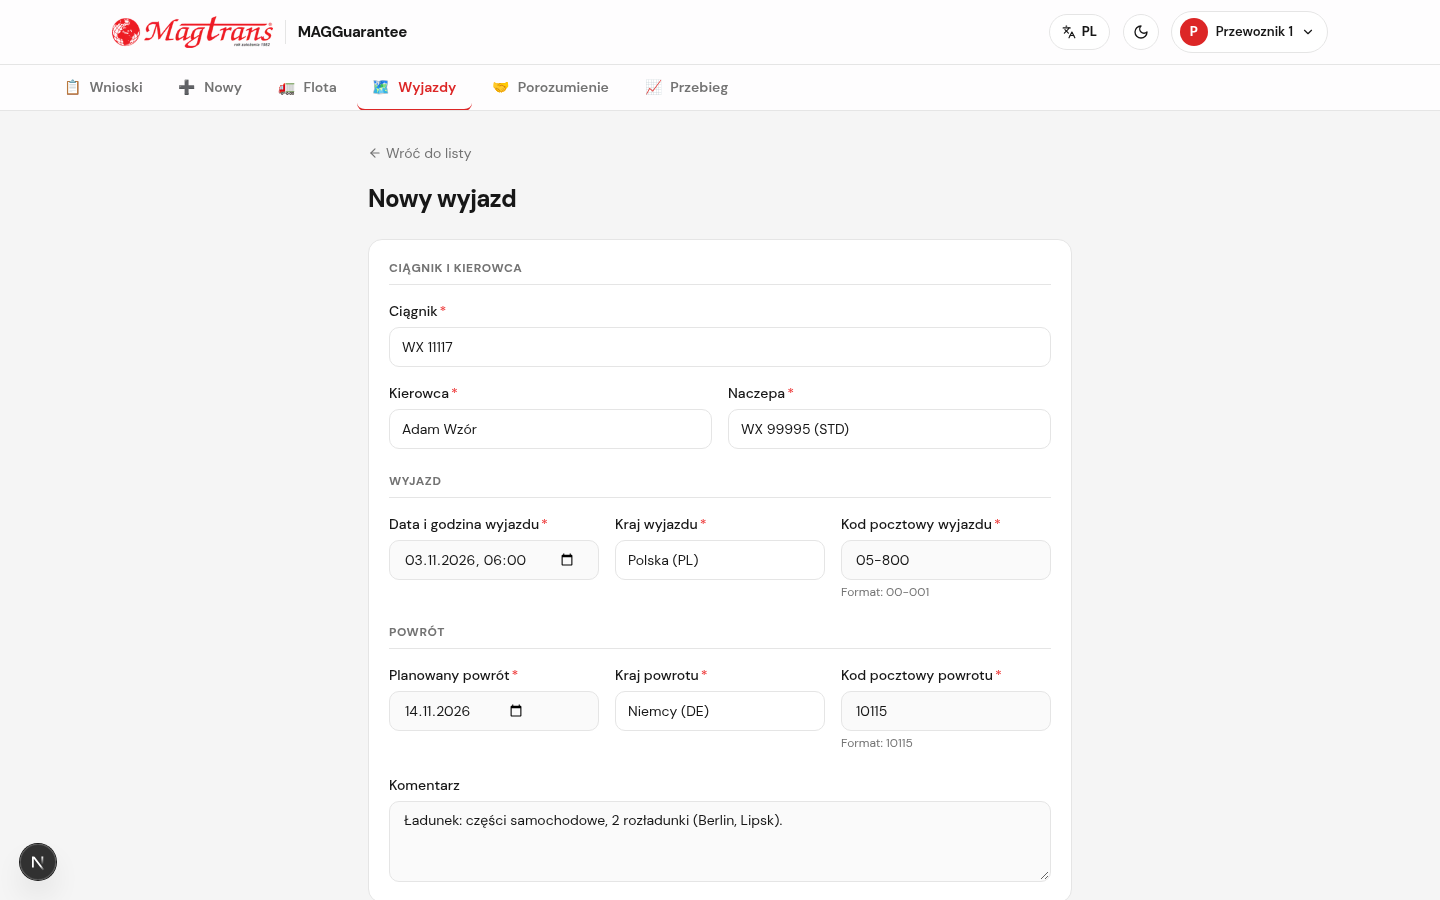 Magtrans
rok założenia 1982
MAGGuarantee
PL
P
Przewoznik 1
Wnioski
Nowy
Flota
Wyjazdy
Porozumienie
Przebieg
← Wróć do listy
Nowy wyjazd
CIĄGNIK I KIEROWCA
Ciągnik *
WX 11117
Kierowca *
Naczepa *
Adam Wzór
WX 99995 (STD)
WYJAZD
Data i godzina wyjazdu *
Kraj wyjazdu *
Kod pocztowy wyjazdu *
03.11.2026, 06:00
Polska (PL)
05-800
Format: 00-001
POWRÓT
Planowany powrót *
Kraj powrotu *
Kod pocztowy powrotu *
14.11.2026
Niemcy (DE)
10115
Format: 10115
Komentarz
Ładunek: części samochodowe, 2 rozładunki (Berlin, Lipsk).
N